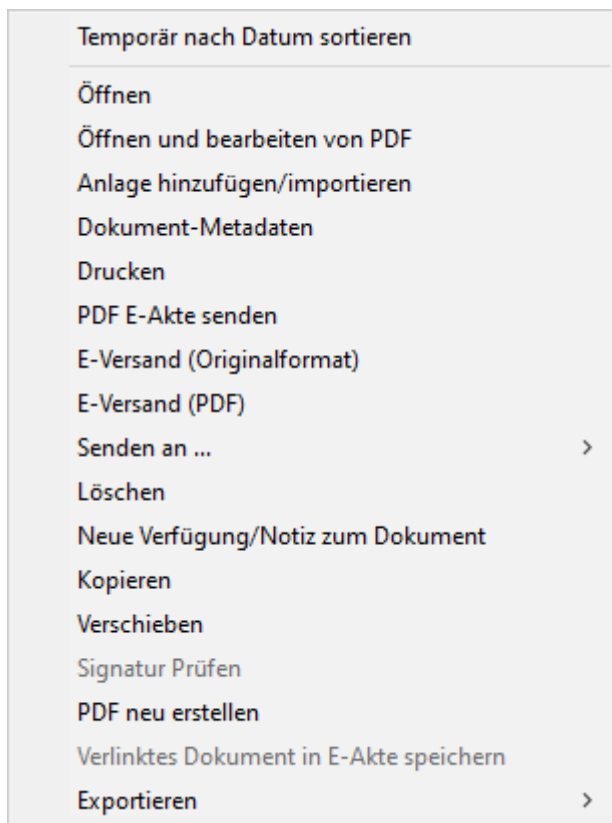 Temporär nach Datum sortieren
Öffnen
Öffnen und bearbeiten von PDF
Anlage hinzufügen/importieren
Dokument-Metadaten
Drucken
PDF E-Akte senden
E-Versand (Originalformat)
E-Versand (PDF)
Senden an ...
Löschen
Neue Verfügung/Notiz zum Dokument
Kopieren
Verschieben
Signatur Prüfen
PDF neu erstellen
Verlinktes Dokument in E-Akte speichern
Exportieren